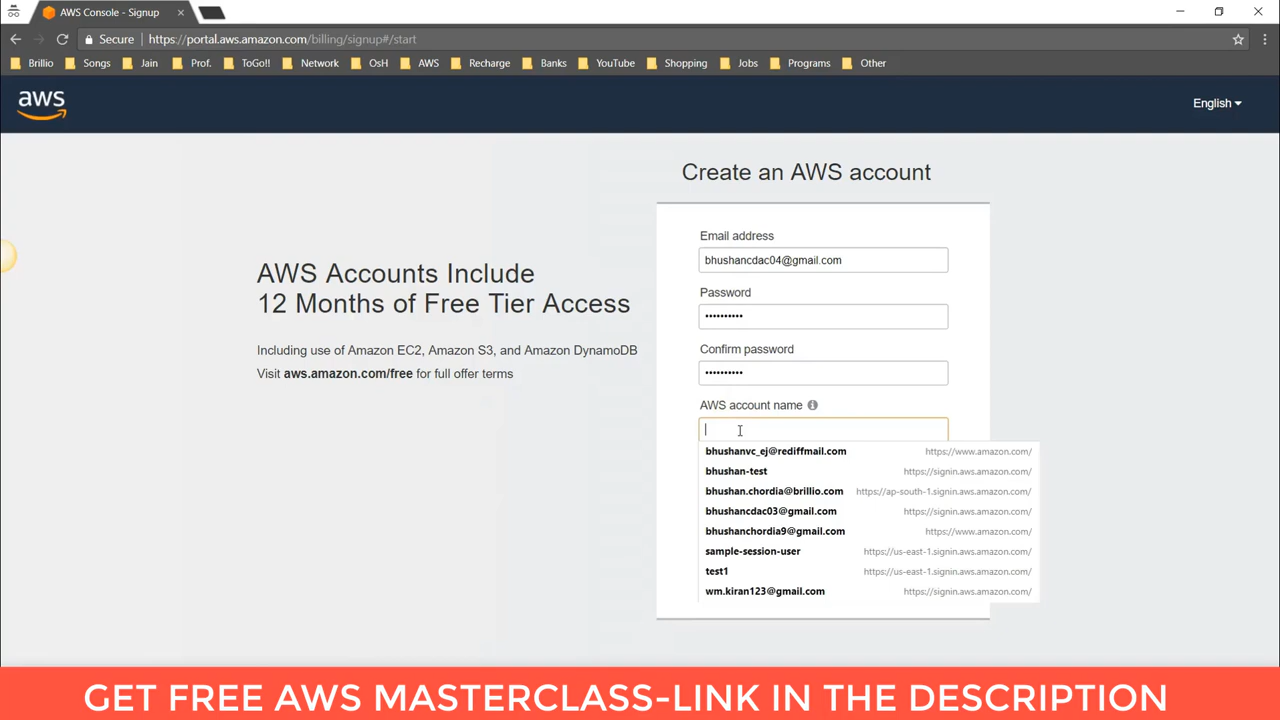 AWS Console - Signup
Secure
https://portal.aws.amazon.com/billing/signup#/start
Brillio
Songs
Jain
Prof.
ToGo!!
Network
OsH
AWS
Recharge
Banks
YouTube
Shopping
Jobs
Programs
Other
aws
English
Create an AWS account
AWS Accounts Include
12 Months of Free Tier Access
Including use of Amazon EC2, Amazon S3, and Amazon DynamoDB
Visit aws.amazon.com/free for full offer terms
Email address
bhushancdac04@gmail.com
Password
••••••••••
Confirm password
••••••••••
AWS account name
bhushanvc_ej@rediffmail.com https://www.amazon.com/
bhushan-test https://signin.aws.amazon.com/
bhushan.chordia@brillio.com https://ap-south-1.signin.aws.amazon.com/
bhushancdac03@gmail.com https://signin.aws.amazon.com/
bhushanchordia9@gmail.com https://www.amazon.com/
sample-session-user https://us-east-1.signin.aws.amazon.com/
test1 https://us-east-1.signin.aws.amazon.com/
wm.kiran123@gmail.com https://signin.aws.amazon.com/
GET FREE AWS MASTERCLASS-LINK IN THE DESCRIPTION